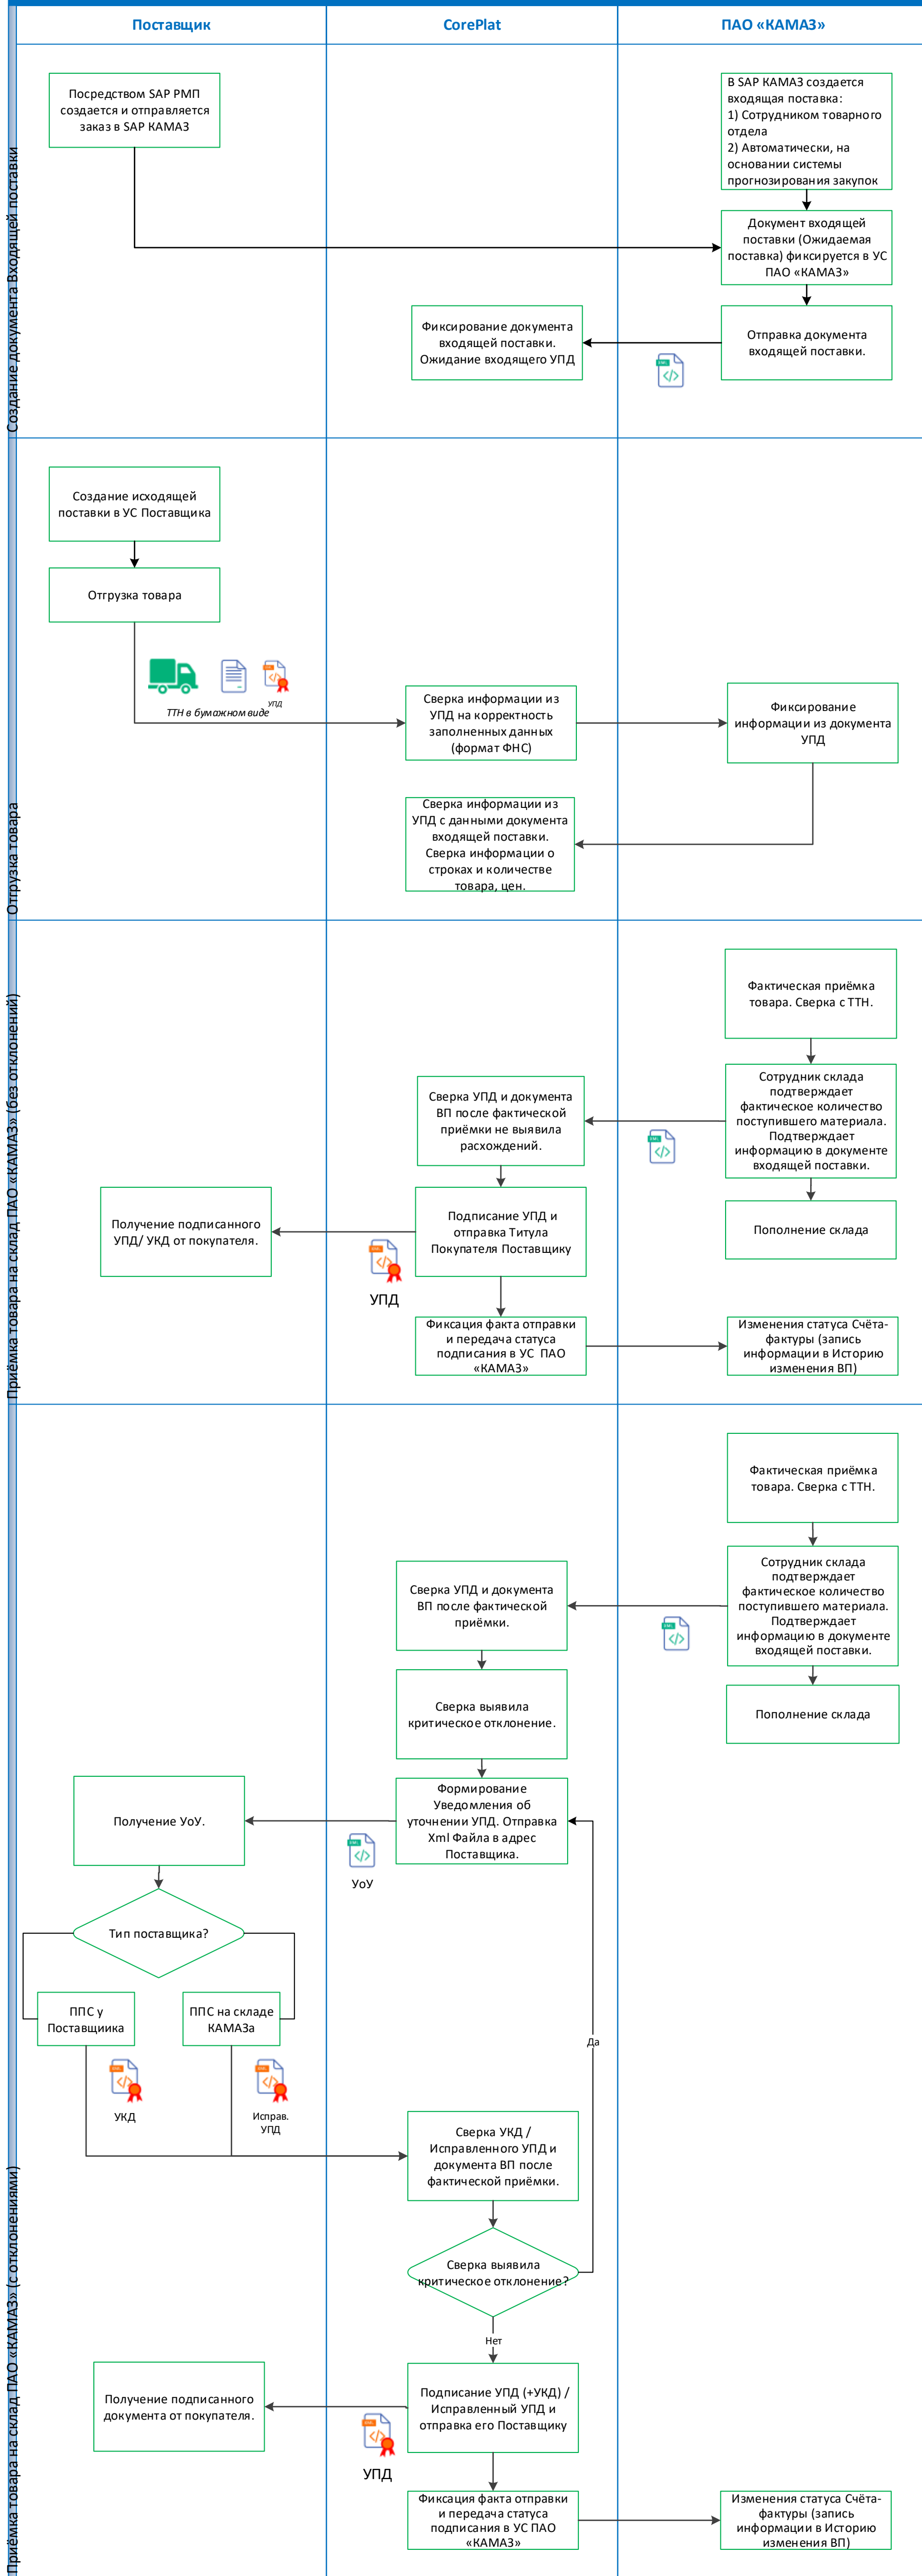 Поставщик
CorePlat
ПАО «КАМАЗ»
Создание документа Входящей поставки
Посредством SAP РМП
создается и отправляется
заказ в SAP КАМАЗ
В SAP КАМАЗ создается
входящая поставка:
1) Сотрудником товарного
отдела
2) Автоматически, на
основании системы
прогнозирования закупок
Документ входящей
поставки (Ожидаемая
поставка) фиксируется в УС
ПАО «КАМАЗ»
Фиксирование документа
входящей поставки.
Ожидание входящего УПД
Отправка документа
входящей поставки.
Отгрузка товара
Создание исходящей
поставки в УС Поставщика
Отгрузка товара
УПД
ТТН в бумажном виде
Сверка информации из
УПД на корректность
заполненных данных
(формат ФНС)
Фиксирование
информации из документа
УПД
Сверка информации из
УПД с данными документа
входящей поставки.
Сверка информации о
строках и количестве
товара, цен.
Приёмка товара на склад ПАО «КАМАЗ» (без отклонений)
Фактическая приёмка
товара. Сверка с ТТН.
Сверка УПД и документа
ВП после фактической
приёмки не выявила
расхождений.
Сотрудник склада
подтверждает
фактическое количество
поступившего материала.
Подтверждает
информацию в документе
входящей поставки.
Получение подписанного
УПД/ УКД от покупателя.
Подписание УПД и
отправка Титула
Покупателя Поставщику
Пополнение склада
УПД
Фиксация факта отправки
и передача статуса
подписания в УС ПАО
«КАМАЗ»
Изменения статуса Счёта-
фактуры (запись
информации в Историю
изменения ВП)
Приёмка товара на склад ПАО «КАМАЗ» (с отклонениями)
Фактическая приёмка
товара. Сверка с ТТН.
Сверка УПД и документа
ВП после фактической
приёмки.
Сотрудник склада
подтверждает
фактическое количество
поступившего материала.
Подтверждает
информацию в документе
входящей поставки.
Сверка выявила
критическое отклонение.
Пополнение склада
Получение УоУ.
Формирование
Уведомления об
уточнении УПД. Отправка
Xml Файла в адрес
Поставщика.
УоУ
Тип поставщика?
ППС у
Поставщиика
ППС на складе
КАМАЗа
Да
УКД
Исправ.
УПД
Сверка УКД /
Исправленного УПД и
документа ВП после
фактической приёмки.
Сверка выявила
критическое отклонение?
Нет
Получение подписанного
документа от покупателя.
Подписание УПД (+УКД) /
Исправленный УПД и
отправка его Поставщику
УПД
Фиксация факта отправки
и передача статуса
подписания в УС ПАО
«КАМАЗ»
Изменения статуса Счёта-
фактуры (запись
информации в Историю
изменения ВП)